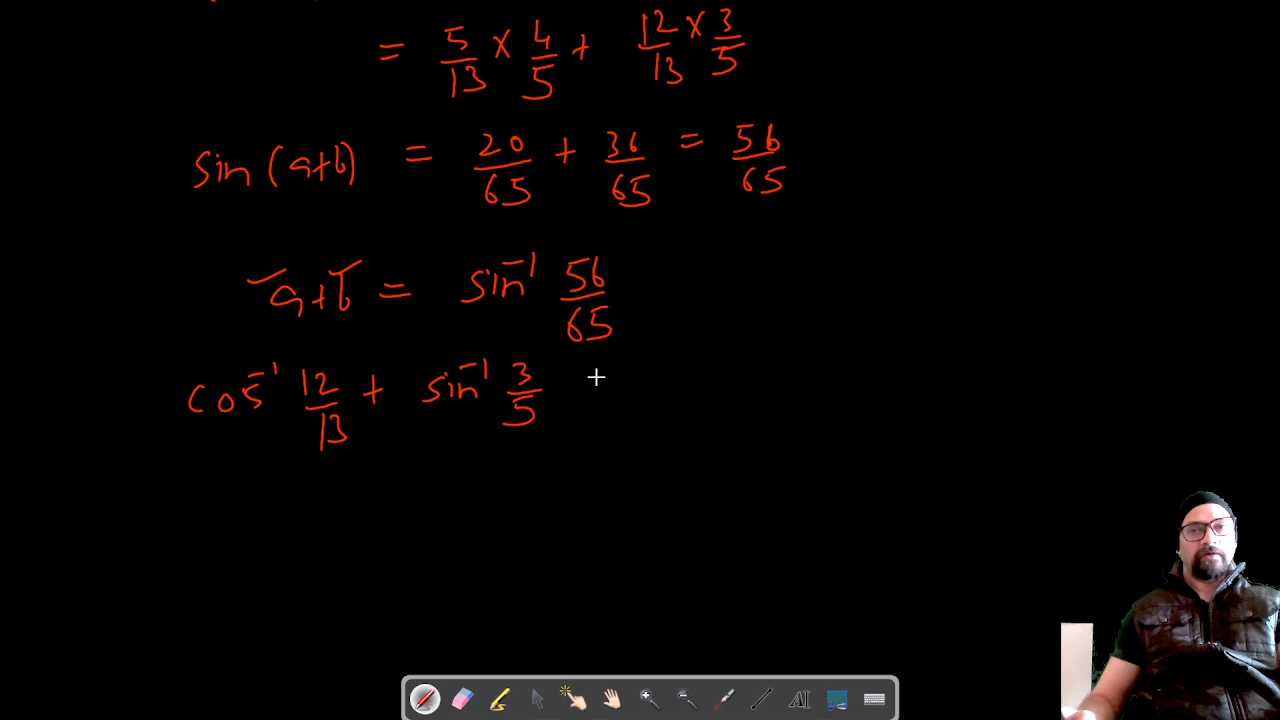 = 5/13 × 4/5 + 12/13 × 3/5
sin (a+b) = 20/65 + 36/65 = 56/65
a+b = sin⁻¹ 56/65
cos⁻¹ 12/13 + sin⁻¹ 3/5
AI